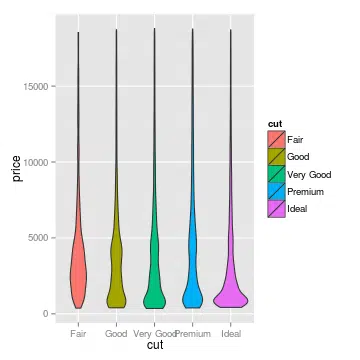 15000
10000
5000
0
price
Fair Good Very Good Premium Ideal
cut
cut
Fair
Good
Very Good
Premium
Ideal